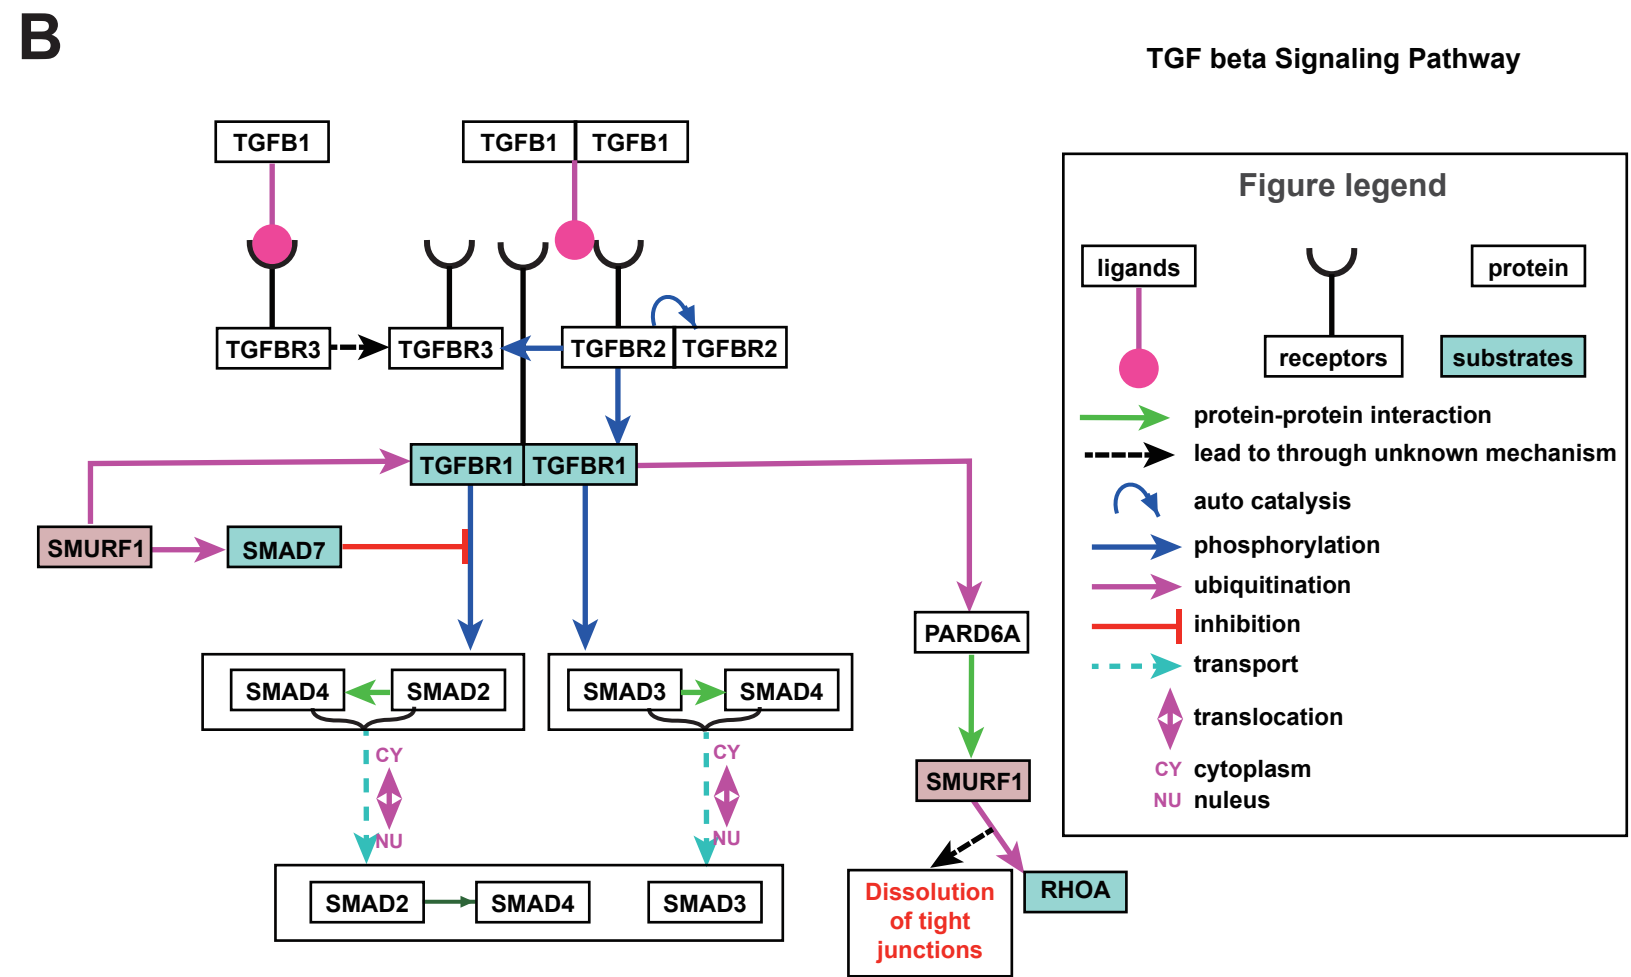 B
TGF beta Signaling Pathway
TGFB1
TGFB1 TGFB1
TGFBR3
TGFBR3
TGFBR2 TGFBR2
TGFBR1 TGFBR1
SMURF1
SMAD7
PARD6A
SMAD4
SMAD2
SMAD3
SMAD4
CY
NU
CY
NU
SMURF1
SMAD2
SMAD4
SMAD3
Dissolution
of tight
junctions
RHOA
Figure legend
ligands
receptors
protein
substrates
protein-protein interaction
lead to through unknown mechanism
auto catalysis
phosphorylation
ubiquitination
inhibition
transport
translocation
CY cytoplasm
NU nuleus